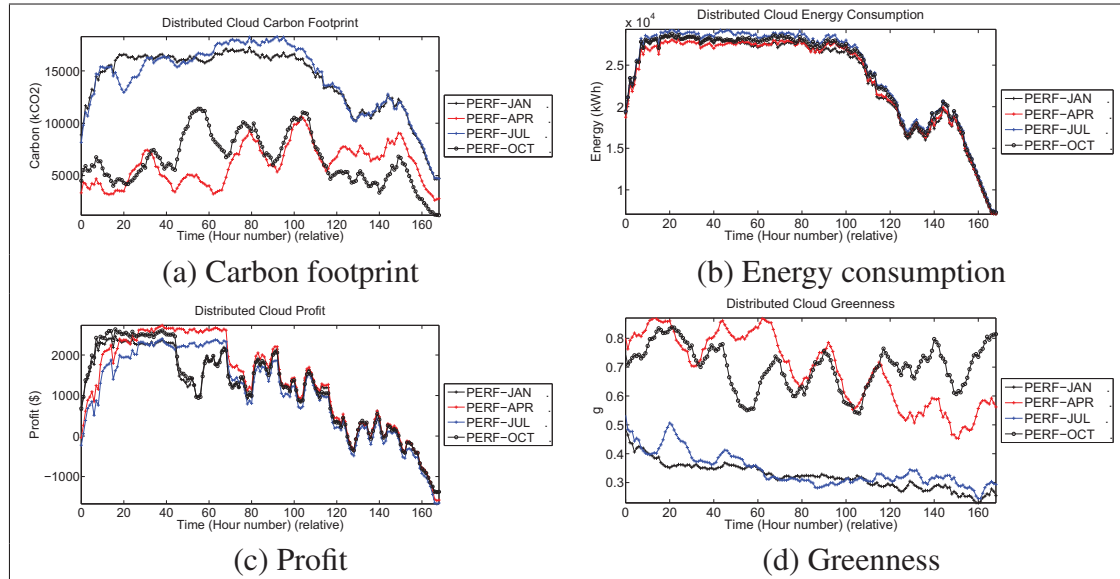 Distributed Cloud Carbon Footprint
Carbon (kCO2)
15000
10000
5000
0 20 40 60 80 100 120 140 160
Time (Hour number) (relative)
PERF-JAN .
PERF-APR .
PERF-JUL .
PERF-OCT .
(a) Carbon footprint
Distributed Cloud Energy Consumption
x 10^4
Energy (kWh)
2.5
2
1.5
1
0 20 40 60 80 100 120 140 160
Time (Hour number) (relative)
PERF-JAN .
PERF-APR .
PERF-JUL .
PERF-OCT .
(b) Energy consumption
Distributed Cloud Profit
Profit ($)
2000
1000
0
−1000
0 20 40 60 80 100 120 140 160
Time (Hour number) (relative)
PERF-JAN .
PERF-APR .
PERF-JUL .
PERF-OCT .
(c) Profit
Distributed Cloud Greenness
g
0.8
0.7
0.6
0.5
0.4
0.3
0 20 40 60 80 100 120 140 160
Time (Hour number) (relative)
PERF-JAN .
PERF-APR .
PERF-JUL .
PERF-OCT .
(d) Greenness